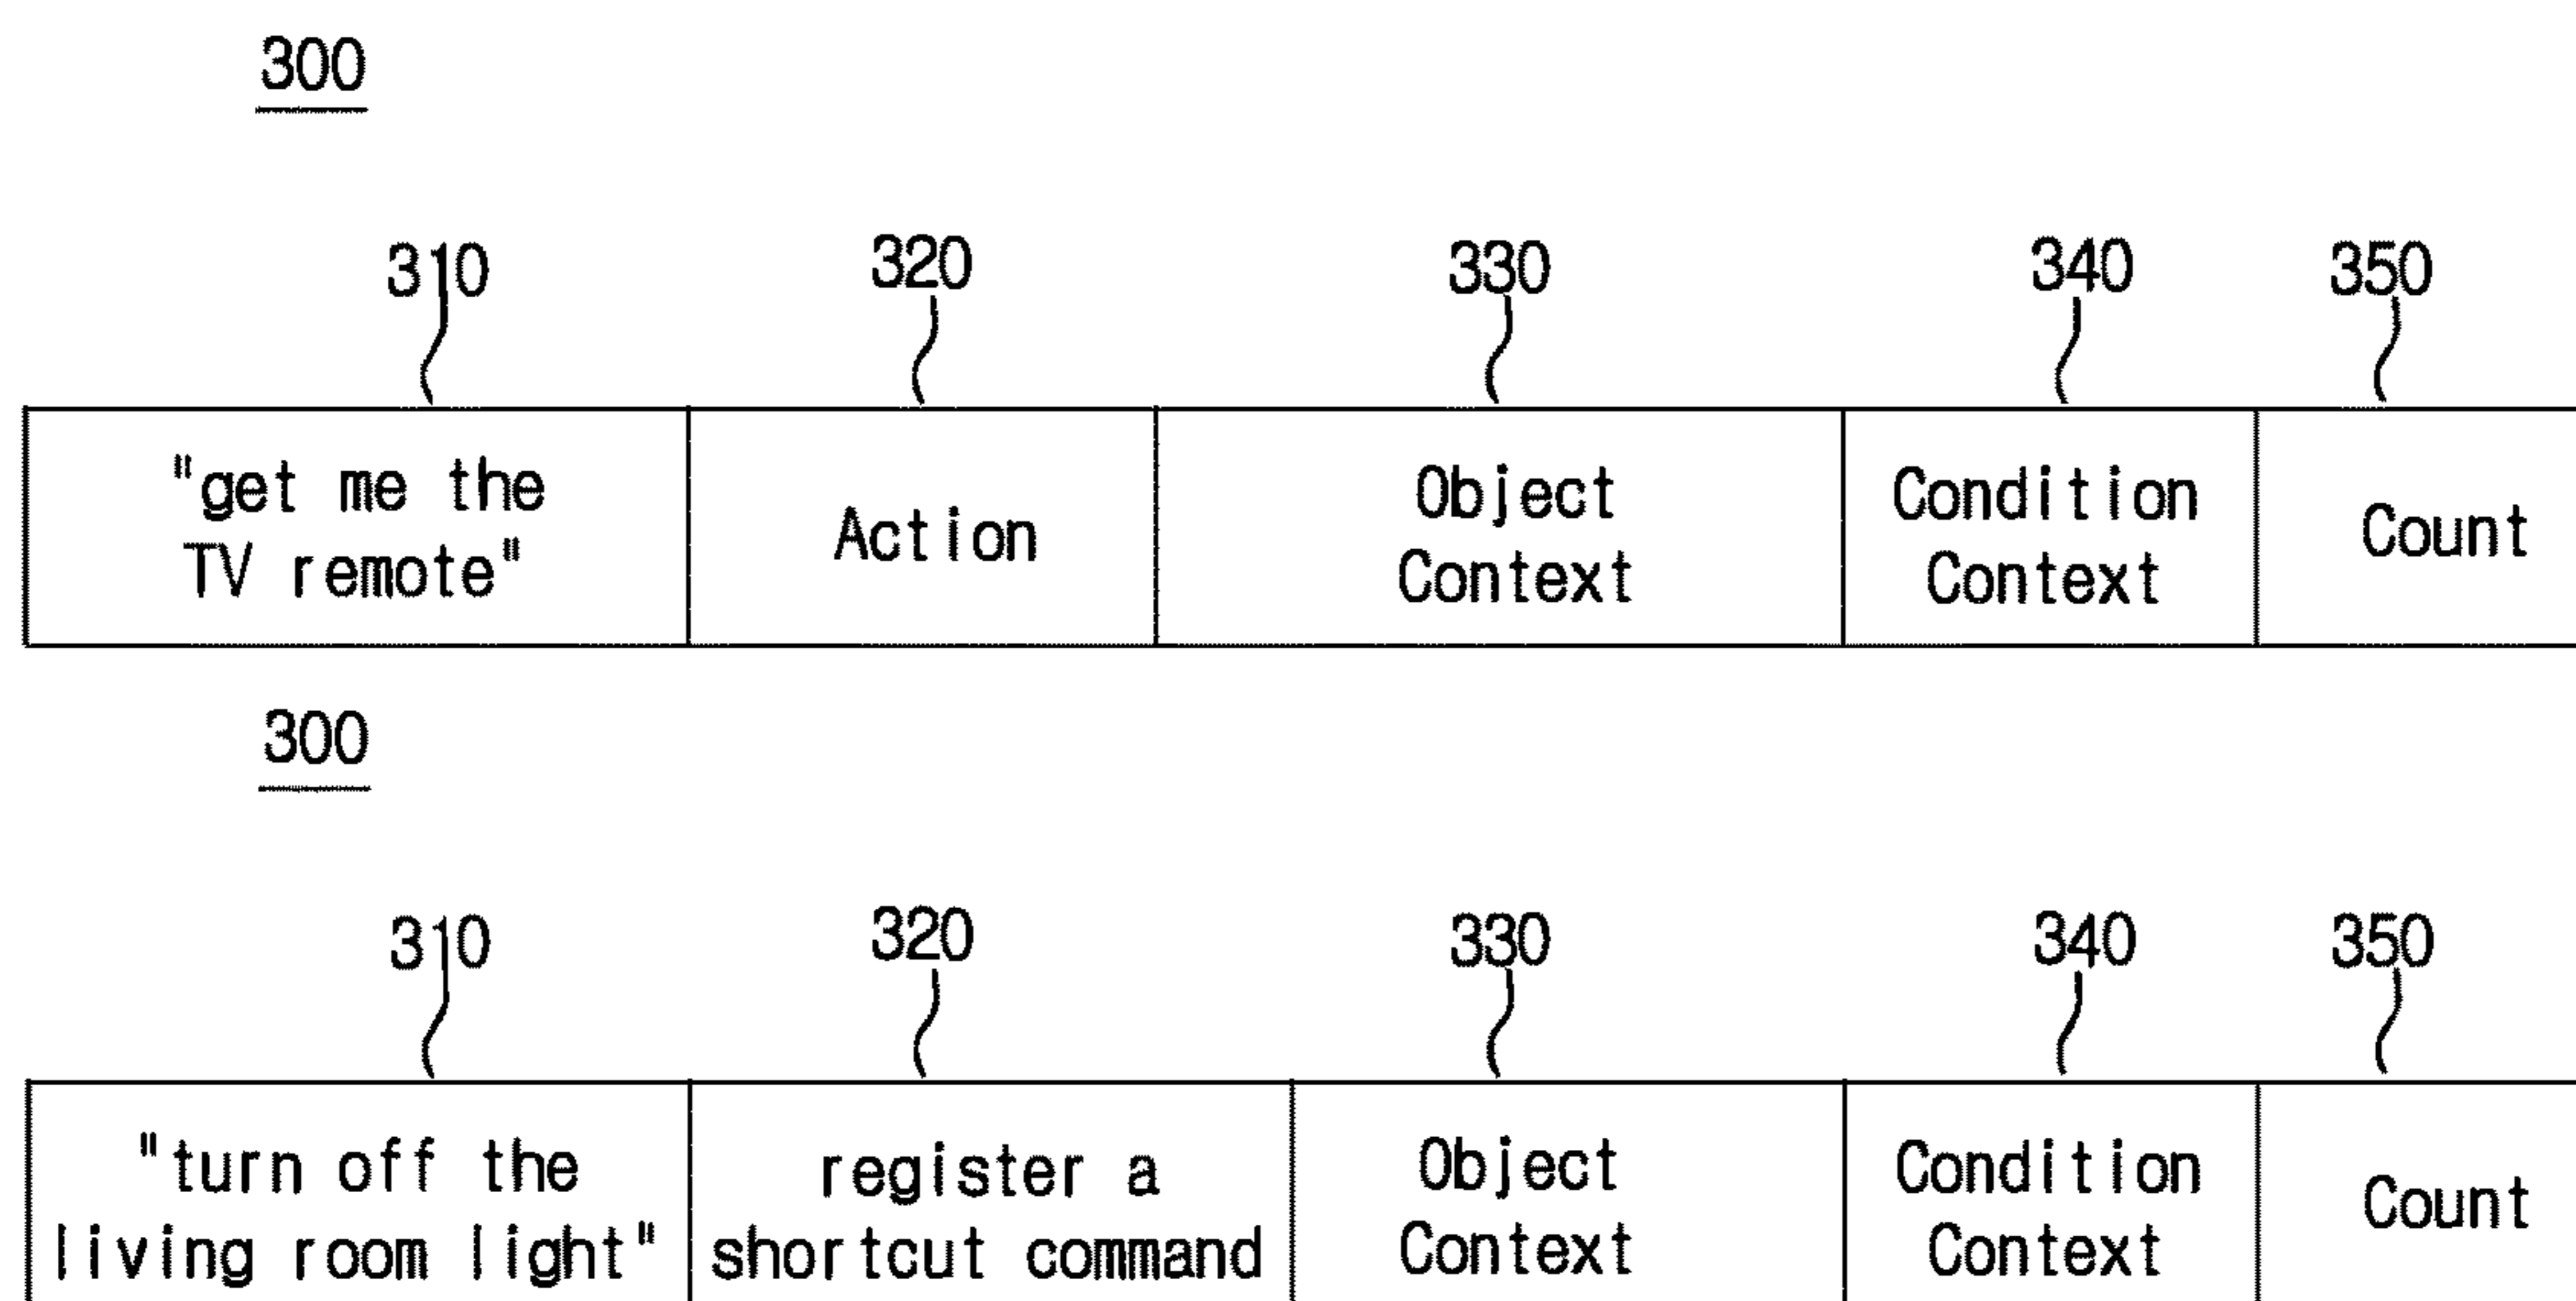 300
310 320 330 340 350
"get me the
TV remote"
Action
Object
Context
Condition
Context
Count
300
310 320 330 340 350
"turn off the
living room light"
register a
shortcut command
Object
Context
Condition
Context
Count